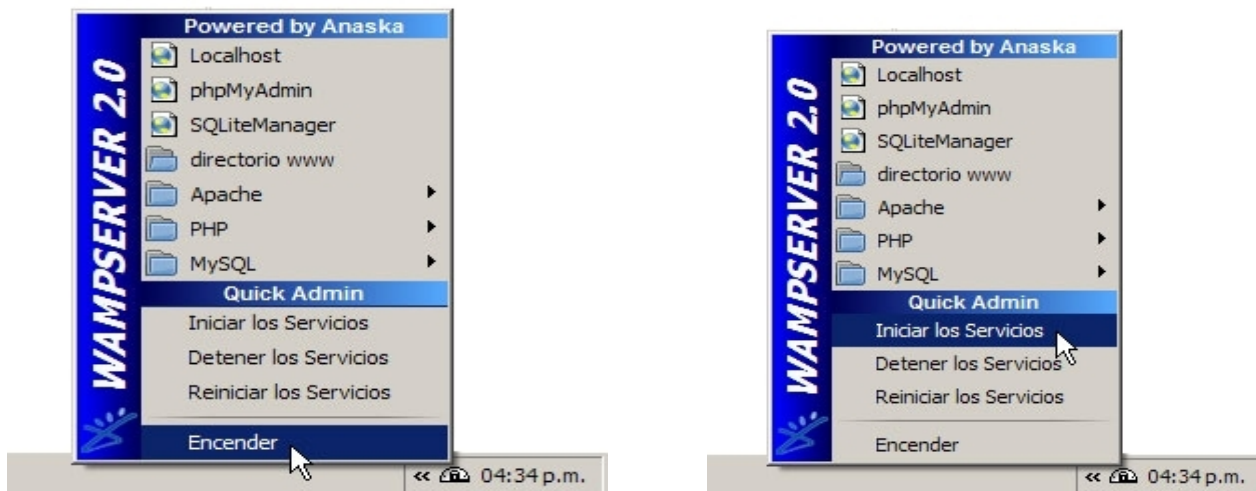 Powered by Anaska
Localhost
phpMyAdmin
SQLiteManager
directorio www
Apache
PHP
MySQL
Quick Admin
Iniciar los Servicios
Detener los Servicios
Reiniciar los Servicios
Encender
WAMPSERVER 2.0
« 04:34 p.m.
Powered by Anaska
Localhost
phpMyAdmin
SQLiteManager
directorio www
Apache
PHP
MySQL
Quick Admin
Iniciar los Servicios
Detener los Servicios
Reiniciar los Servicios
Encender
WAMPSERVER 2.0
« 04:34 p.m.